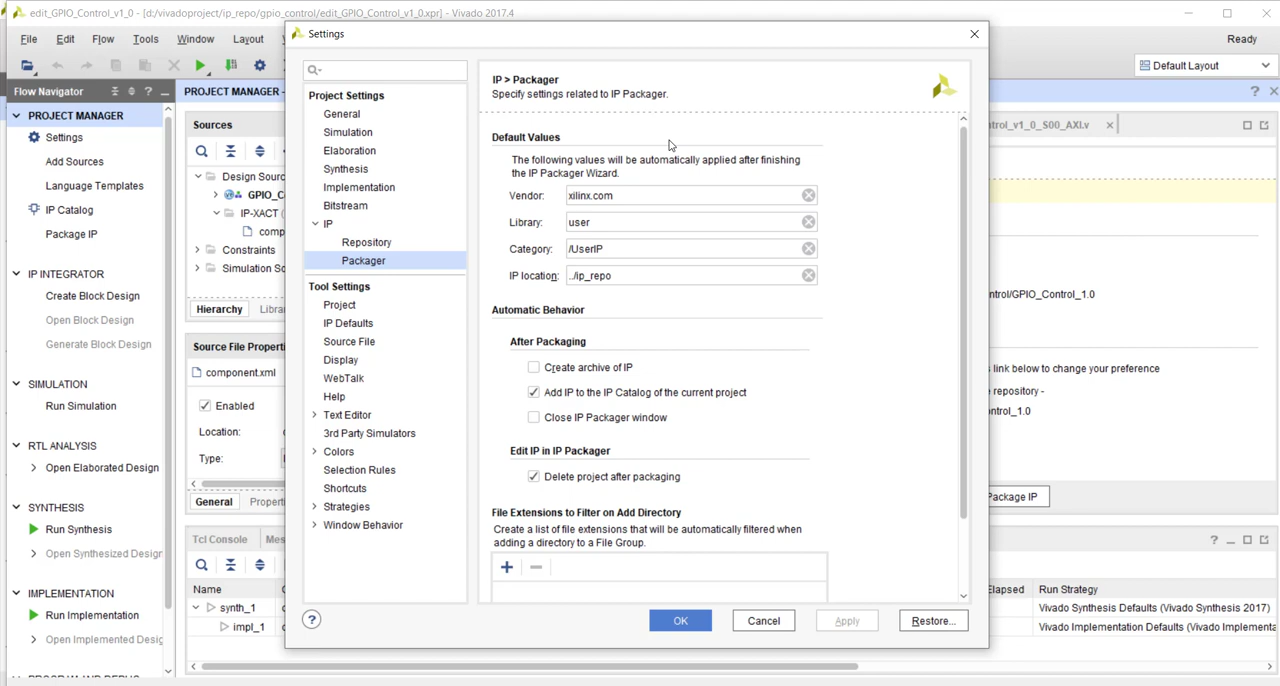 edit_GPIO_Control_v1_0 - [d:/vivadoproject/ip_repo/gpio_control/edit_GPIO_Control_v1_0.xpr] - Vivado 2017.4
File Edit Flow Tools Window Layout
Ready
Default Layout
Flow Navigator
PROJECT MANAGER
Settings
Add Sources
Language Templates
IP Catalog
Package IP
IP INTEGRATOR
Create Block Design
Open Block Design
Generate Block Design
SIMULATION
Run Simulation
RTL ANALYSIS
Open Elaborated Design
SYNTHESIS
Run Synthesis
Open Synthesized Design
IMPLEMENTATION
Run Implementation
Open Implemented Desig
PROJECT MANAGER -
Sources
Design Sourc
GPIO_C
IP-XACT (
comp
Constraints
Simulation So
Hierarchy Libra
Source File Properti
component.xml
Enabled
Location:
Type:
General Properti
Tcl Console Mes
Name
synth_1
impl_1
Settings
Project Settings
General
Simulation
Elaboration
Synthesis
Implementation
Bitstream
IP
Repository
Packager
Tool Settings
Project
IP Defaults
Source File
Display
WebTalk
Help
Text Editor
3rd Party Simulators
Colors
Selection Rules
Shortcuts
Strategies
Window Behavior
IP > Packager
Specify settings related to IP Packager.
Default Values
The following values will be automatically applied after finishing
the IP Packager Wizard.
Vendor: xilinx.com
Library: user
Category: /UserIP
IP location: ../ip_repo
Automatic Behavior
After Packaging
Create archive of IP
Add IP to the IP Catalog of the current project
Close IP Packager window
Edit IP in IP Packager
Delete project after packaging
File Extensions to Filter on Add Directory
Create a list of file extensions that will be automatically filtered when
adding a directory to a File Group.
OK Cancel Apply Restore...
ntrol_v1_0_S00_AXI.v
ntrol/GPIO_Control_1.0
link below to change your preference
e repository -
ontrol_1.0
Package IP
Elapsed Run Strategy
Vivado Synthesis Defaults (Vivado Synthesis 2017)
Vivado Implementation Defaults (Vivado Implementa